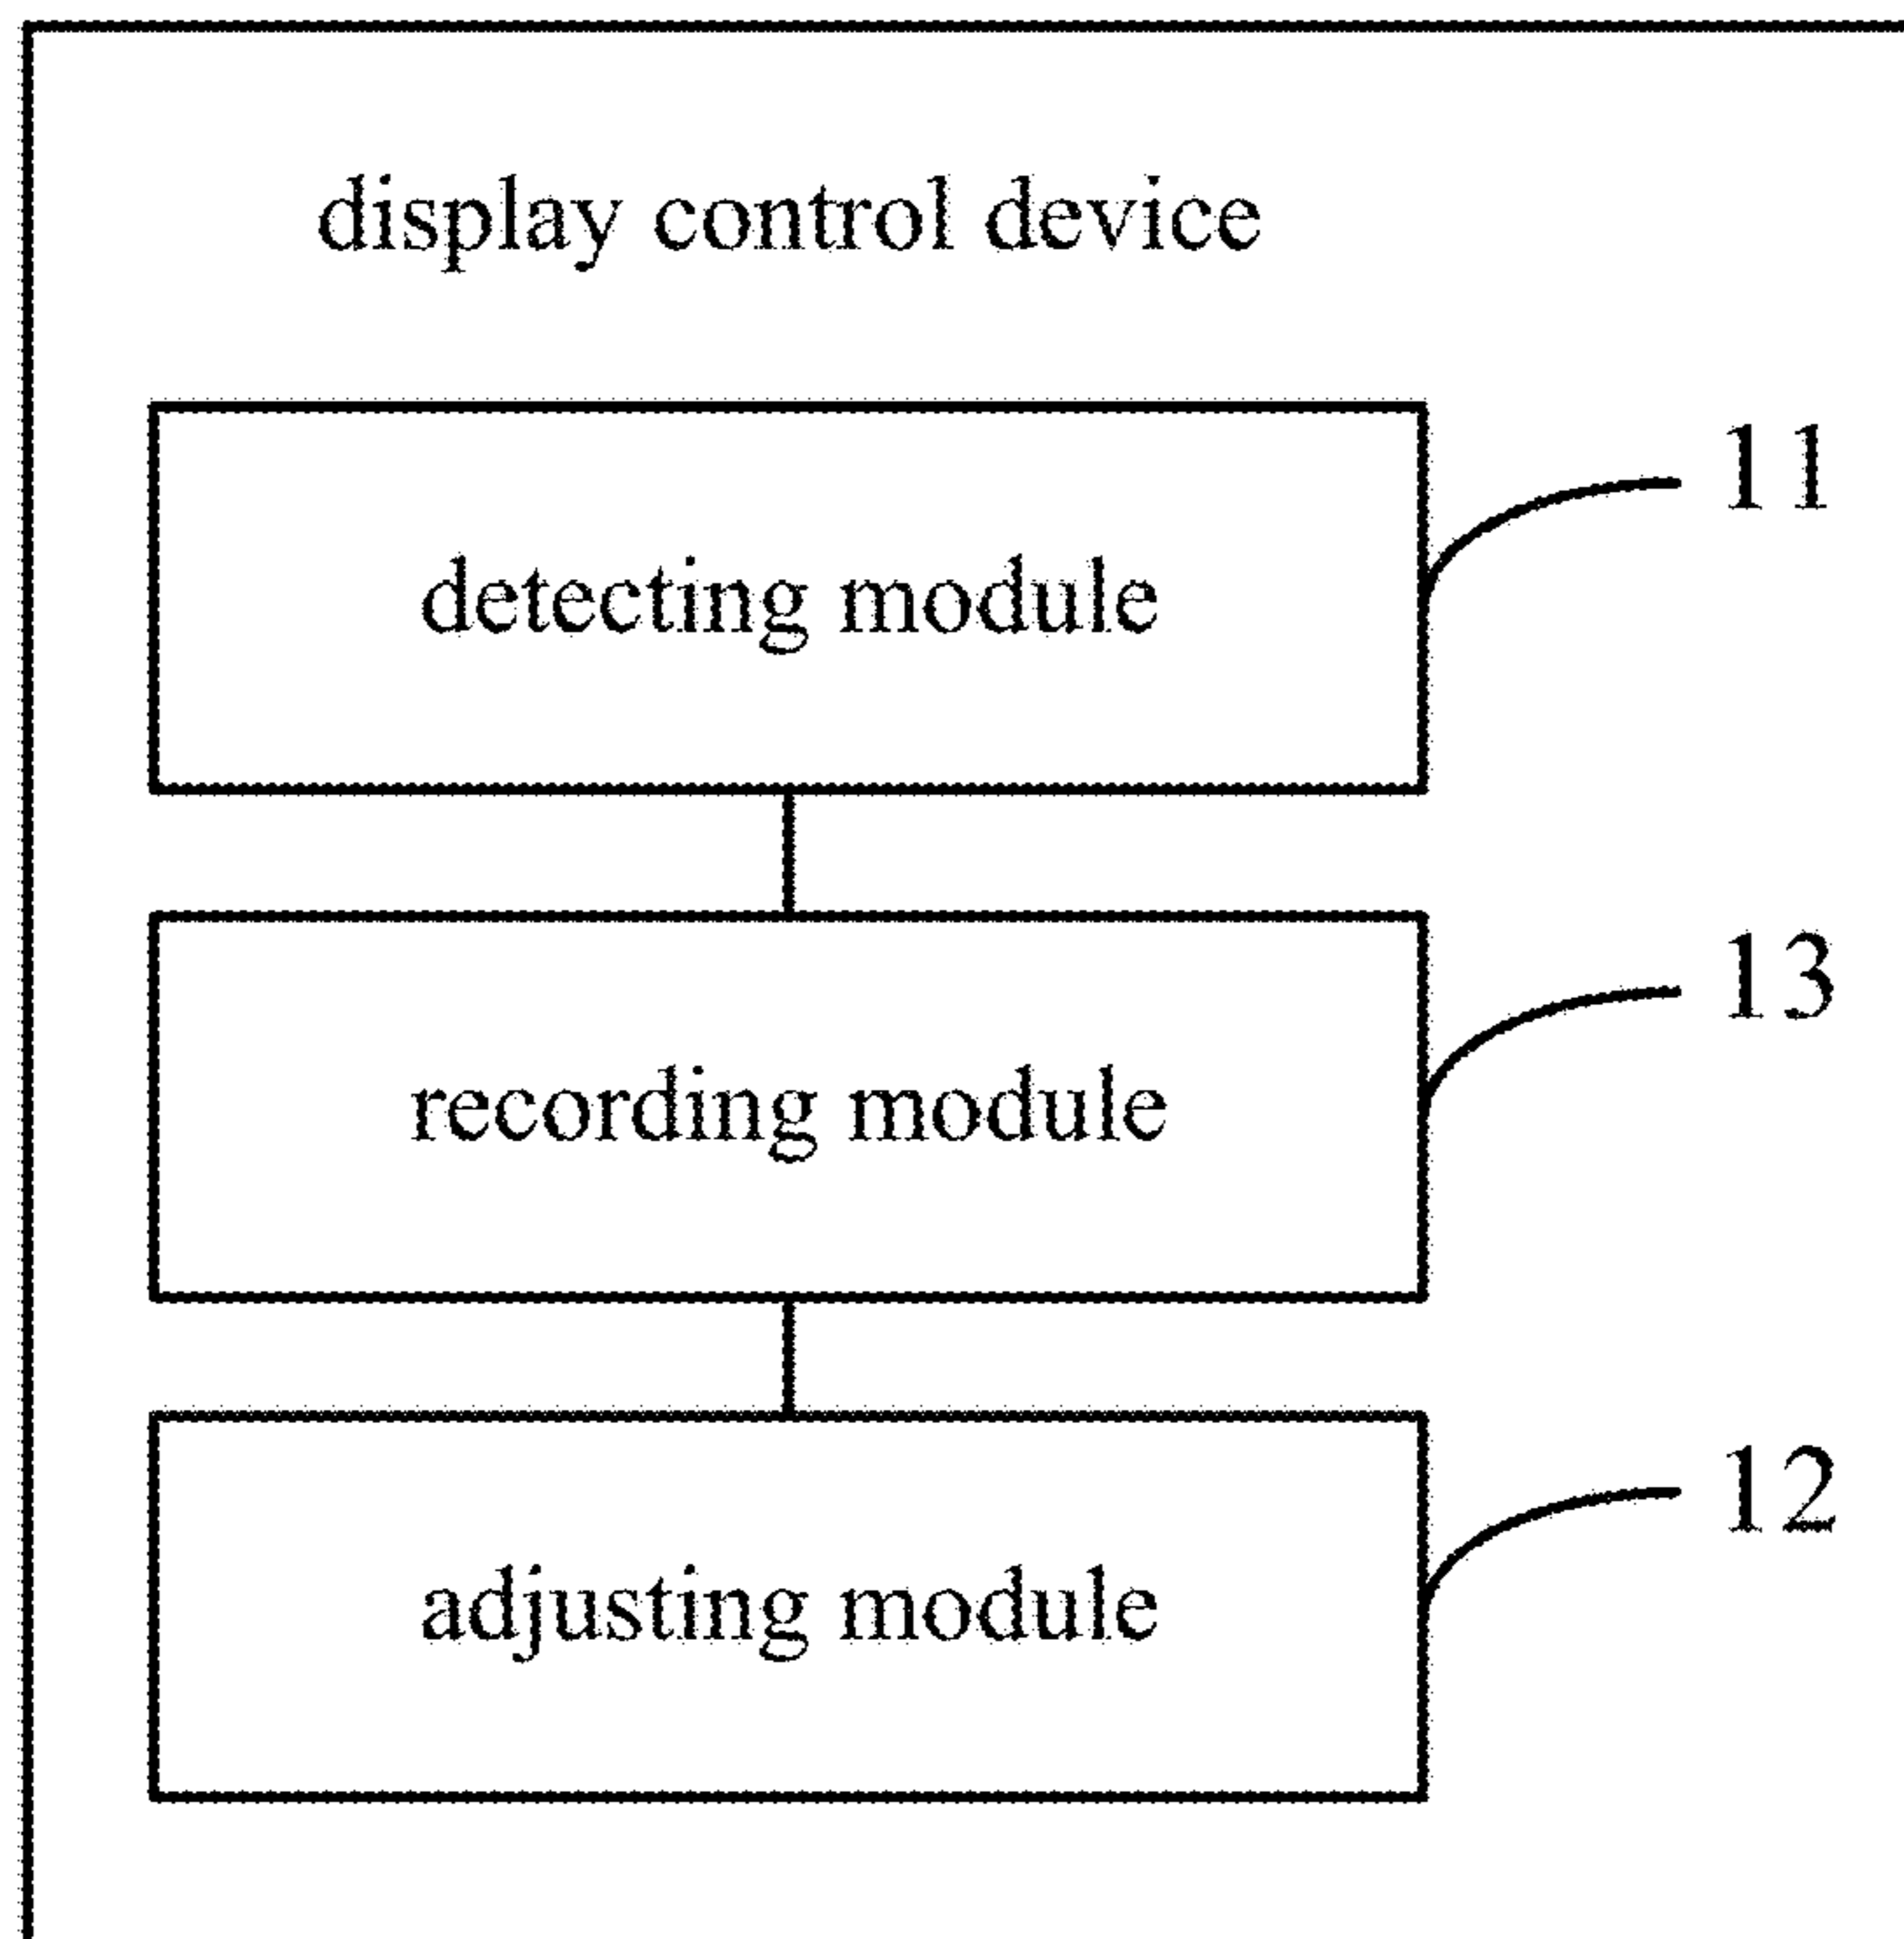 display control device
detecting module
11
recording module
13
adjusting module
12